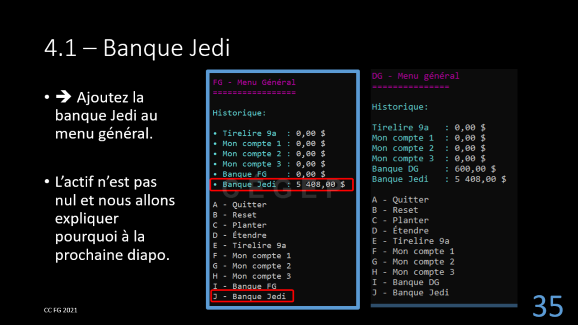 4.1 – Banque Jedi
• ➔ Ajoutez la
banque Jedi au
menu général.
• L’actif n’est pas
nul et nous allons
expliquer
pourquoi à la
prochaine diapo.
FG - Menu Général
================
Historique:
• Tirelire 9a : 0,00 $
• Mon compte 1 : 0,00 $
• Mon compte 2 : 0,00 $
• Mon compte 3 : 0,00 $
• Banque FG : 0,00 $
• Banque Jedi : 5 408,00 $
CEGEP
A - Quitter
B - Reset
C - Planter
D - Étendre
E - Tirelire 9a
F - Mon compte 1
G - Mon compte 2
H - Mon compte 3
I - Banque FG
J - Banque Jedi
DG - Menu général
===============
Historique:
Tirelire 9a : 0,00 $
Mon compte 1 : 0,00 $
Mon compte 2 : 0,00 $
Mon compte 3 : 0,00 $
Banque DG : 600,00 $
Banque Jedi : 5 408,00 $
A - Quitter
B - Reset
C - Planter
D - Étendre
E - Tirelire 9a
F - Mon compte 1
G - Mon compte 2
H - Mon compte 3
I - Banque DG
J - Banque Jedi
CC FG 2021
35